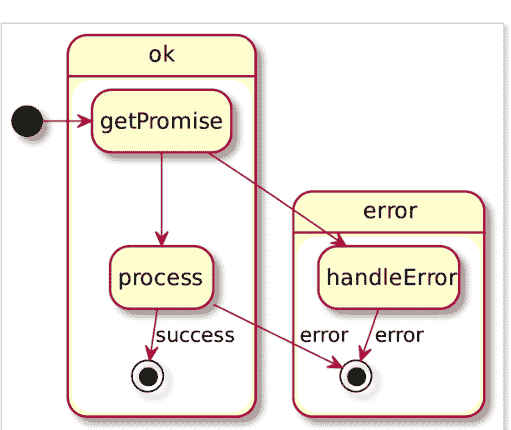 ok
getPromise
error
process
handleError
success
error
error